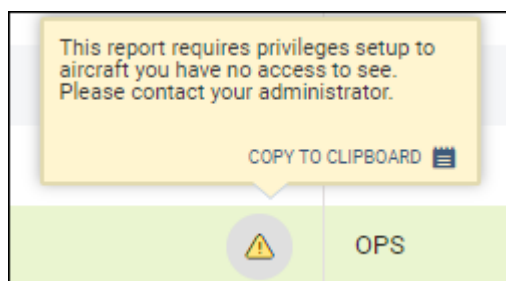 This report requires privileges setup to
aircraft you have no access to see.
Please contact your administrator.
COPY TO CLIPBOARD
OPS